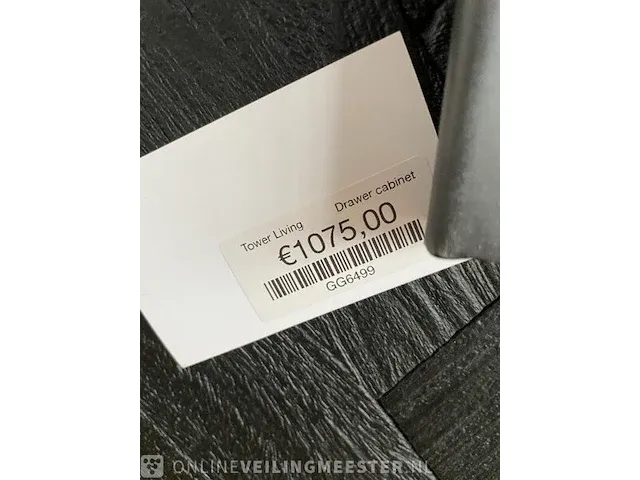 Tower Living Drawer cabinet
€1075,00
GG6499
ONLINEVEILINGMEESTER.NL